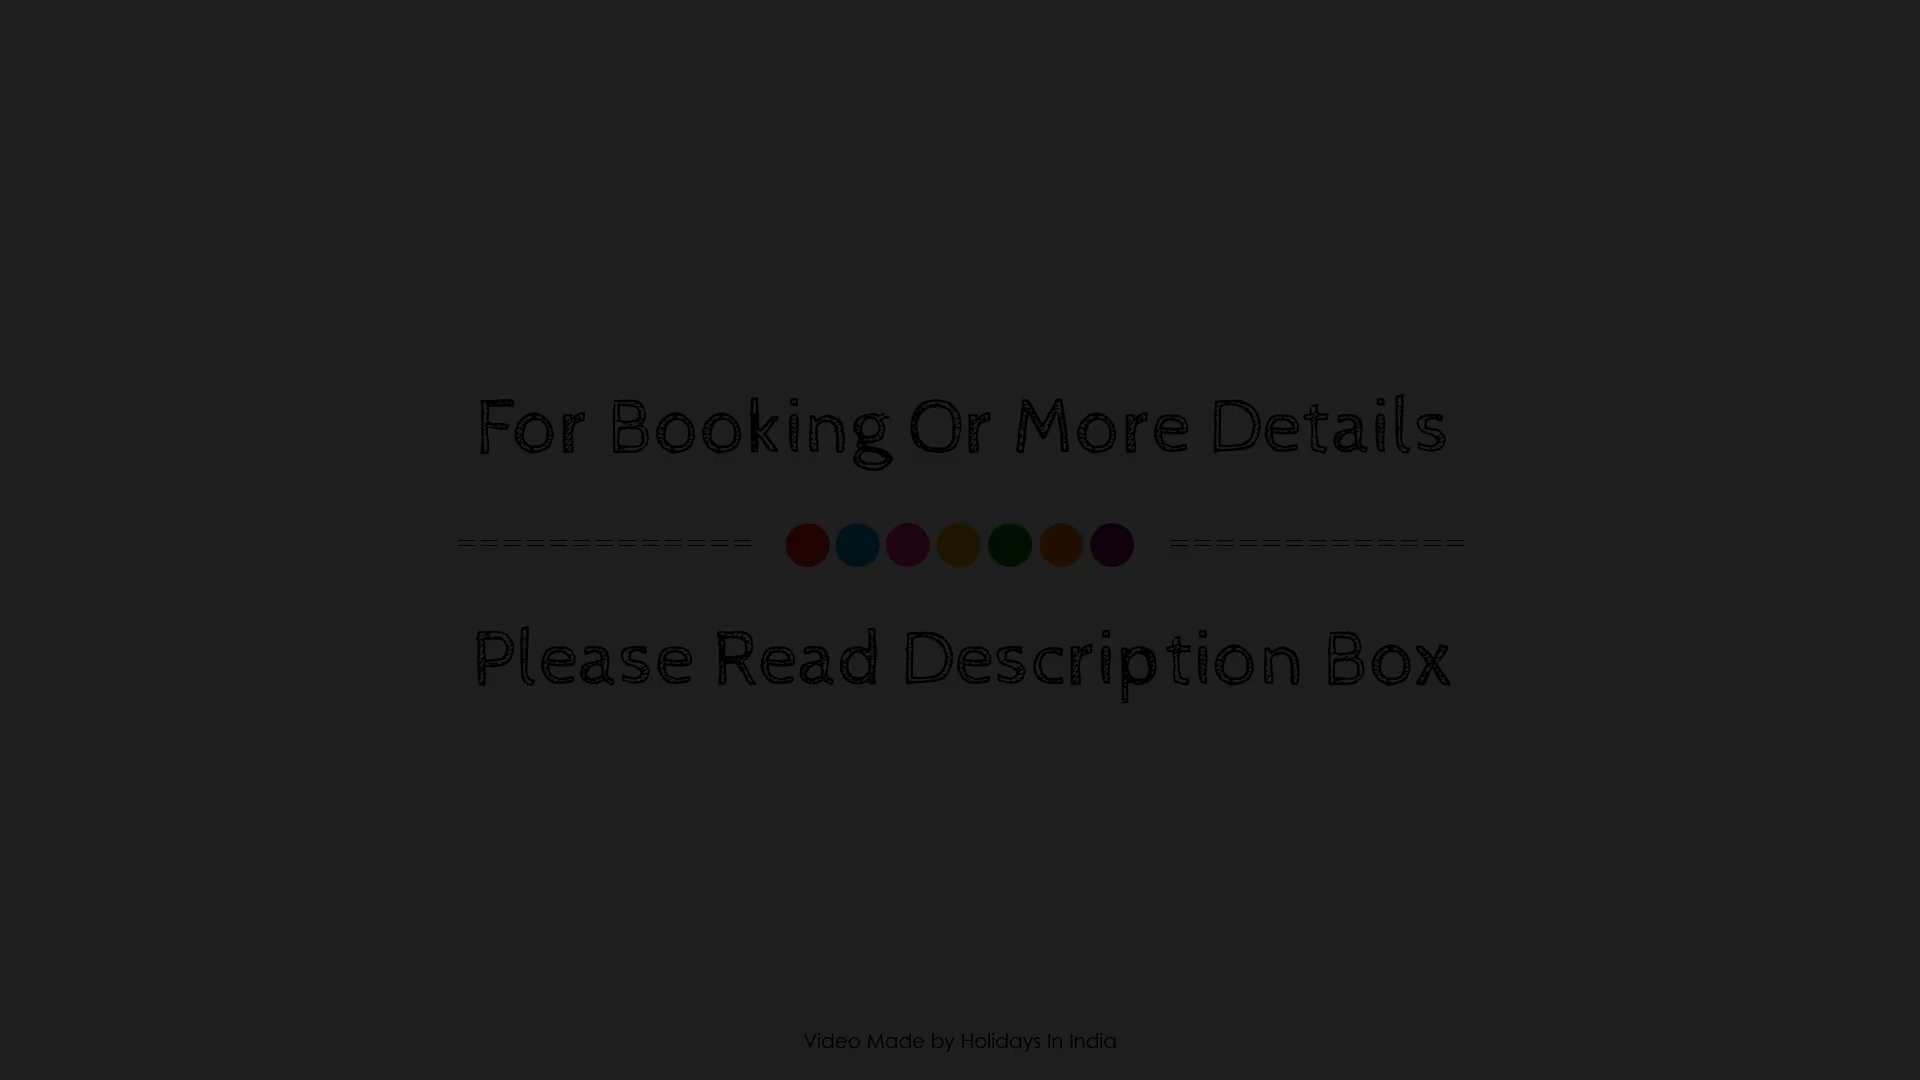 For Booking Or More Details
============= =============
Please Read Description Box
Video Made by Holidays In India